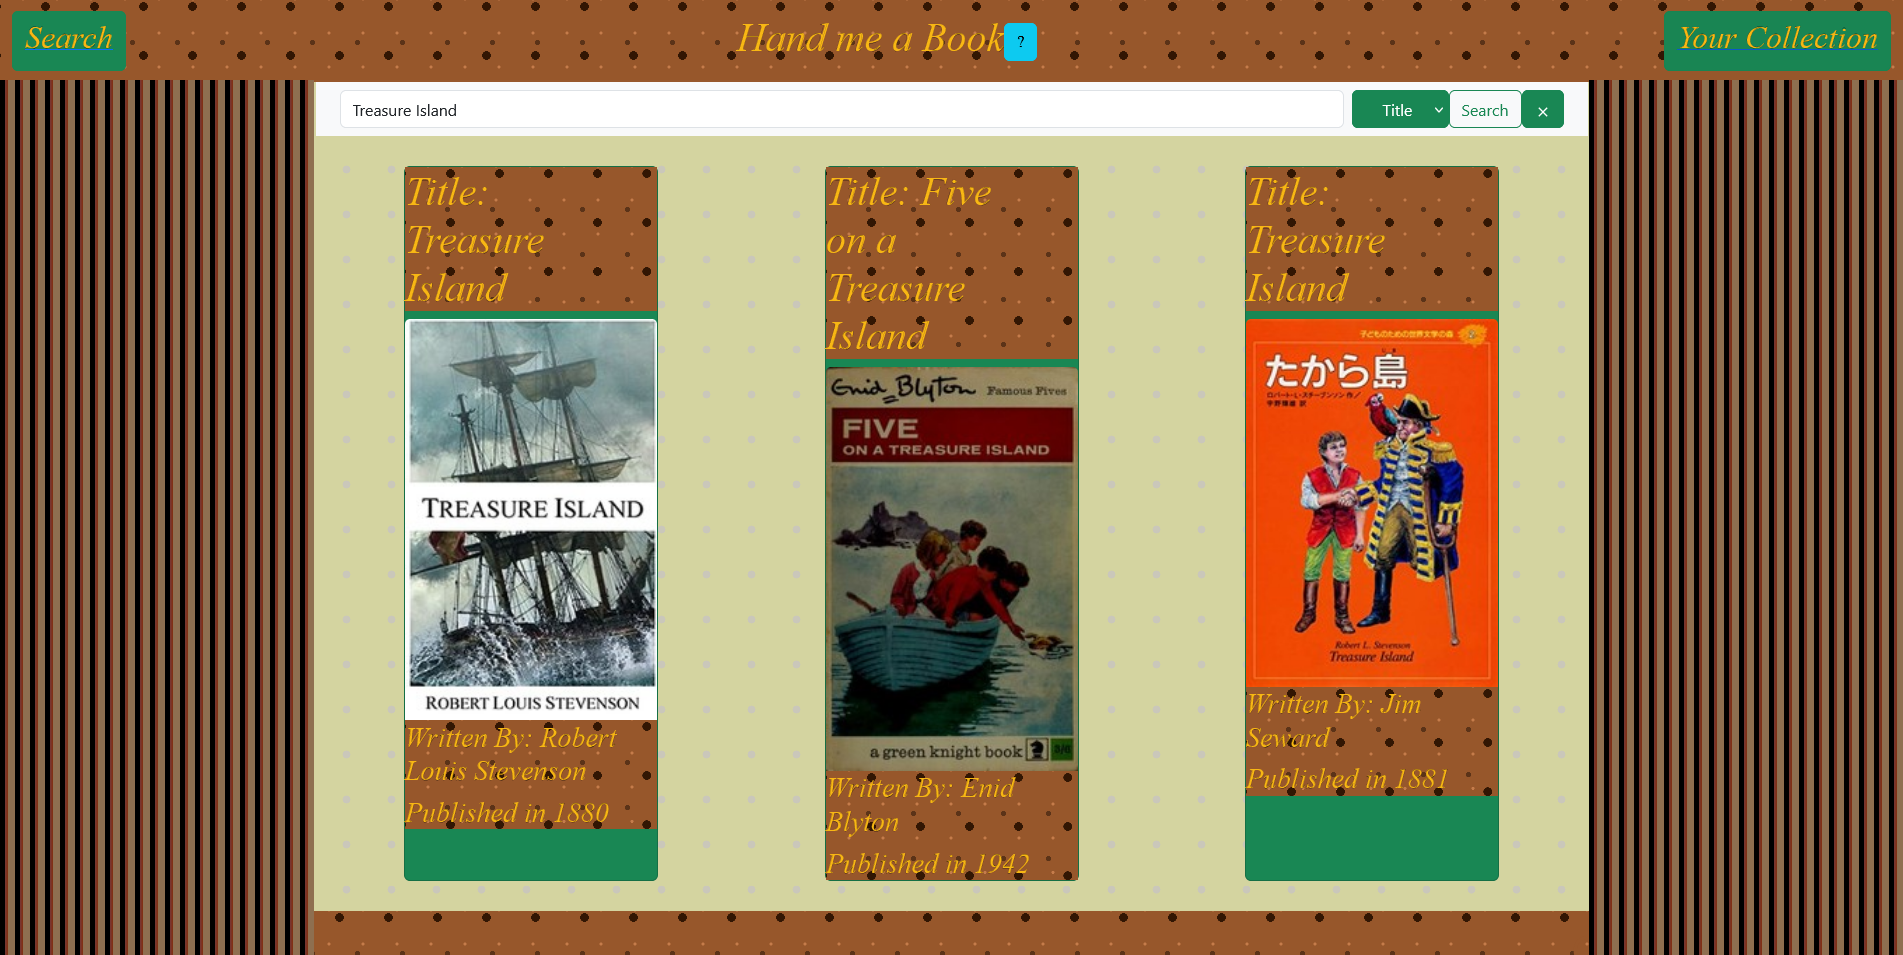 Search
Hand me a Book
?
Your Collection
Treasure Island
Title
Search
×
Title:
Treasure
Island
TREASURE ISLAND
ROBERT LOUIS STEVENSON
Written By: Robert
Louis Stevenson
Published in 1880
Title: Five
on a
Treasure
Island
Enid Blyton
Famous Fives
FIVE
ON A TREASURE ISLAND
a green knight book
3/6
Written By: Enid
Blyton
Published in 1942
Title:
Treasure
Island
子どものための世界文学の森
たから島
ロバート・L・スチーブンソン 作／
Robert L. Stevenson
Treasure Island
Written By: Jim
Seward
Published in 1881